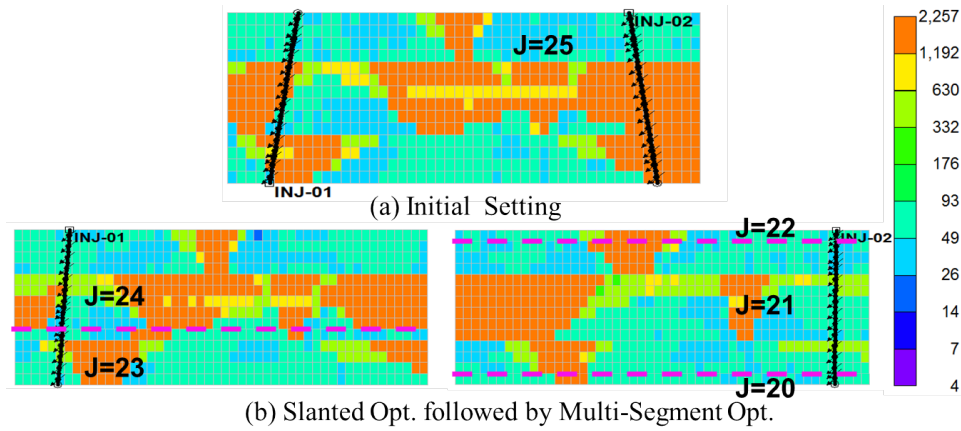 INJ-02
J=25
INJ-01
(a) Initial Setting
INJ-01
J=24
J=23
J=22
INJ-02
J=21
J=20
(b) Slanted Opt. followed by Multi-Segment Opt.
2,257
1,192
630
332
176
93
49
26
14
7
4